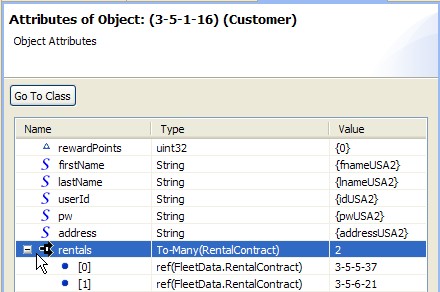 Attributes of Object: (3-5-1-16) (Customer)
Object Attributes
Go To Class
Name Type Value
rewardPoints uint32 {0}
S firstName String {fnameUSA2}
S lastName String {lnameUSA2}
S userId String {idUSA2}
S pw String {pwUSA2}
S address String {addressUSA2}
rentals To-Many(RentalContract) 2
[0] ref(FleetData.RentalContract) 3-5-5-37
[1] ref(FleetData.RentalContract) 3-5-6-21